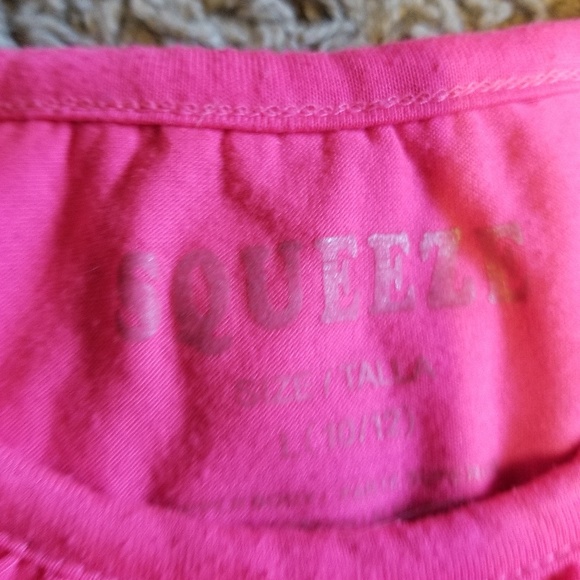 SQUEEZE
SIZE / TALLA
L (10/12)